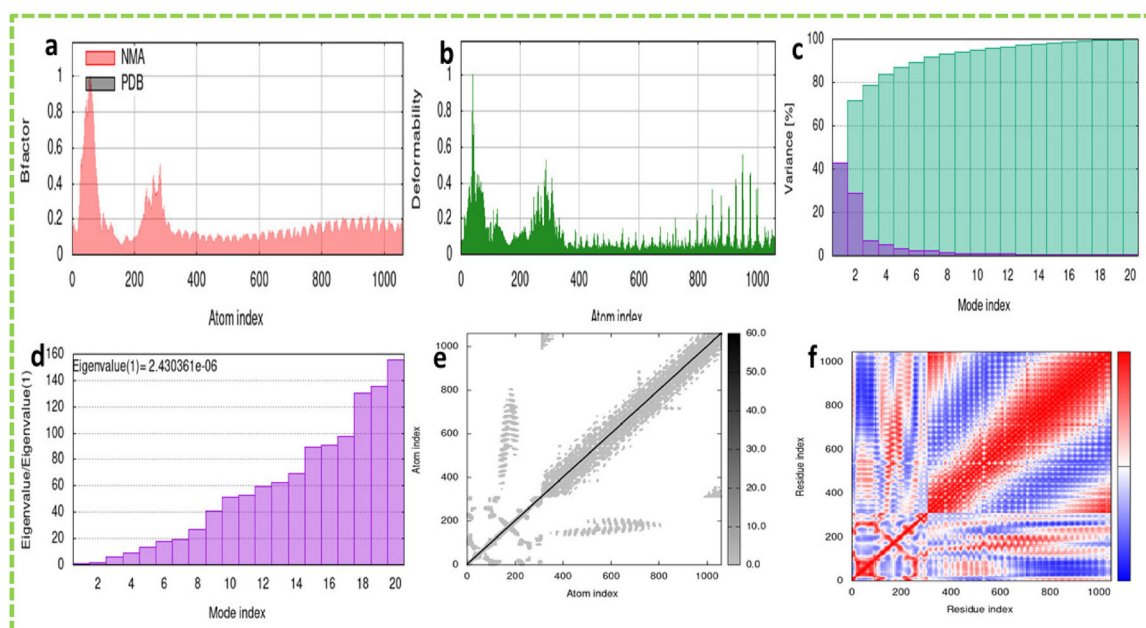 a
NMA
PDB
1
0.8
0.6
0.4
0.2
0
Bfactor
0 200 400 600 800 1000
Atom index
b
1
0.8
0.6
0.4
0.2
0
Deformability
0 200 400 600 800 1000
Atom index
c
100
80
60
40
20
0
Variance [%]
2 4 6 8 10 12 14 16 18 20
Mode index
d
Eigenvalue(1)= 2.430361e-06
160
140
120
100
80
60
40
20
0
Eigenvalue/Eigenvalue(1)
2 4 6 8 10 12 14 16 18 20
Mode index
e
1000
800
600
400
200
0
Atom index
0 200 400 600 800 1000
Atom index
60.0
50.0
40.0
30.0
20.0
10.0
0.0
f
1000
800
600
400
200
0
Residue index
0 200 400 600 800 1000
Residue index